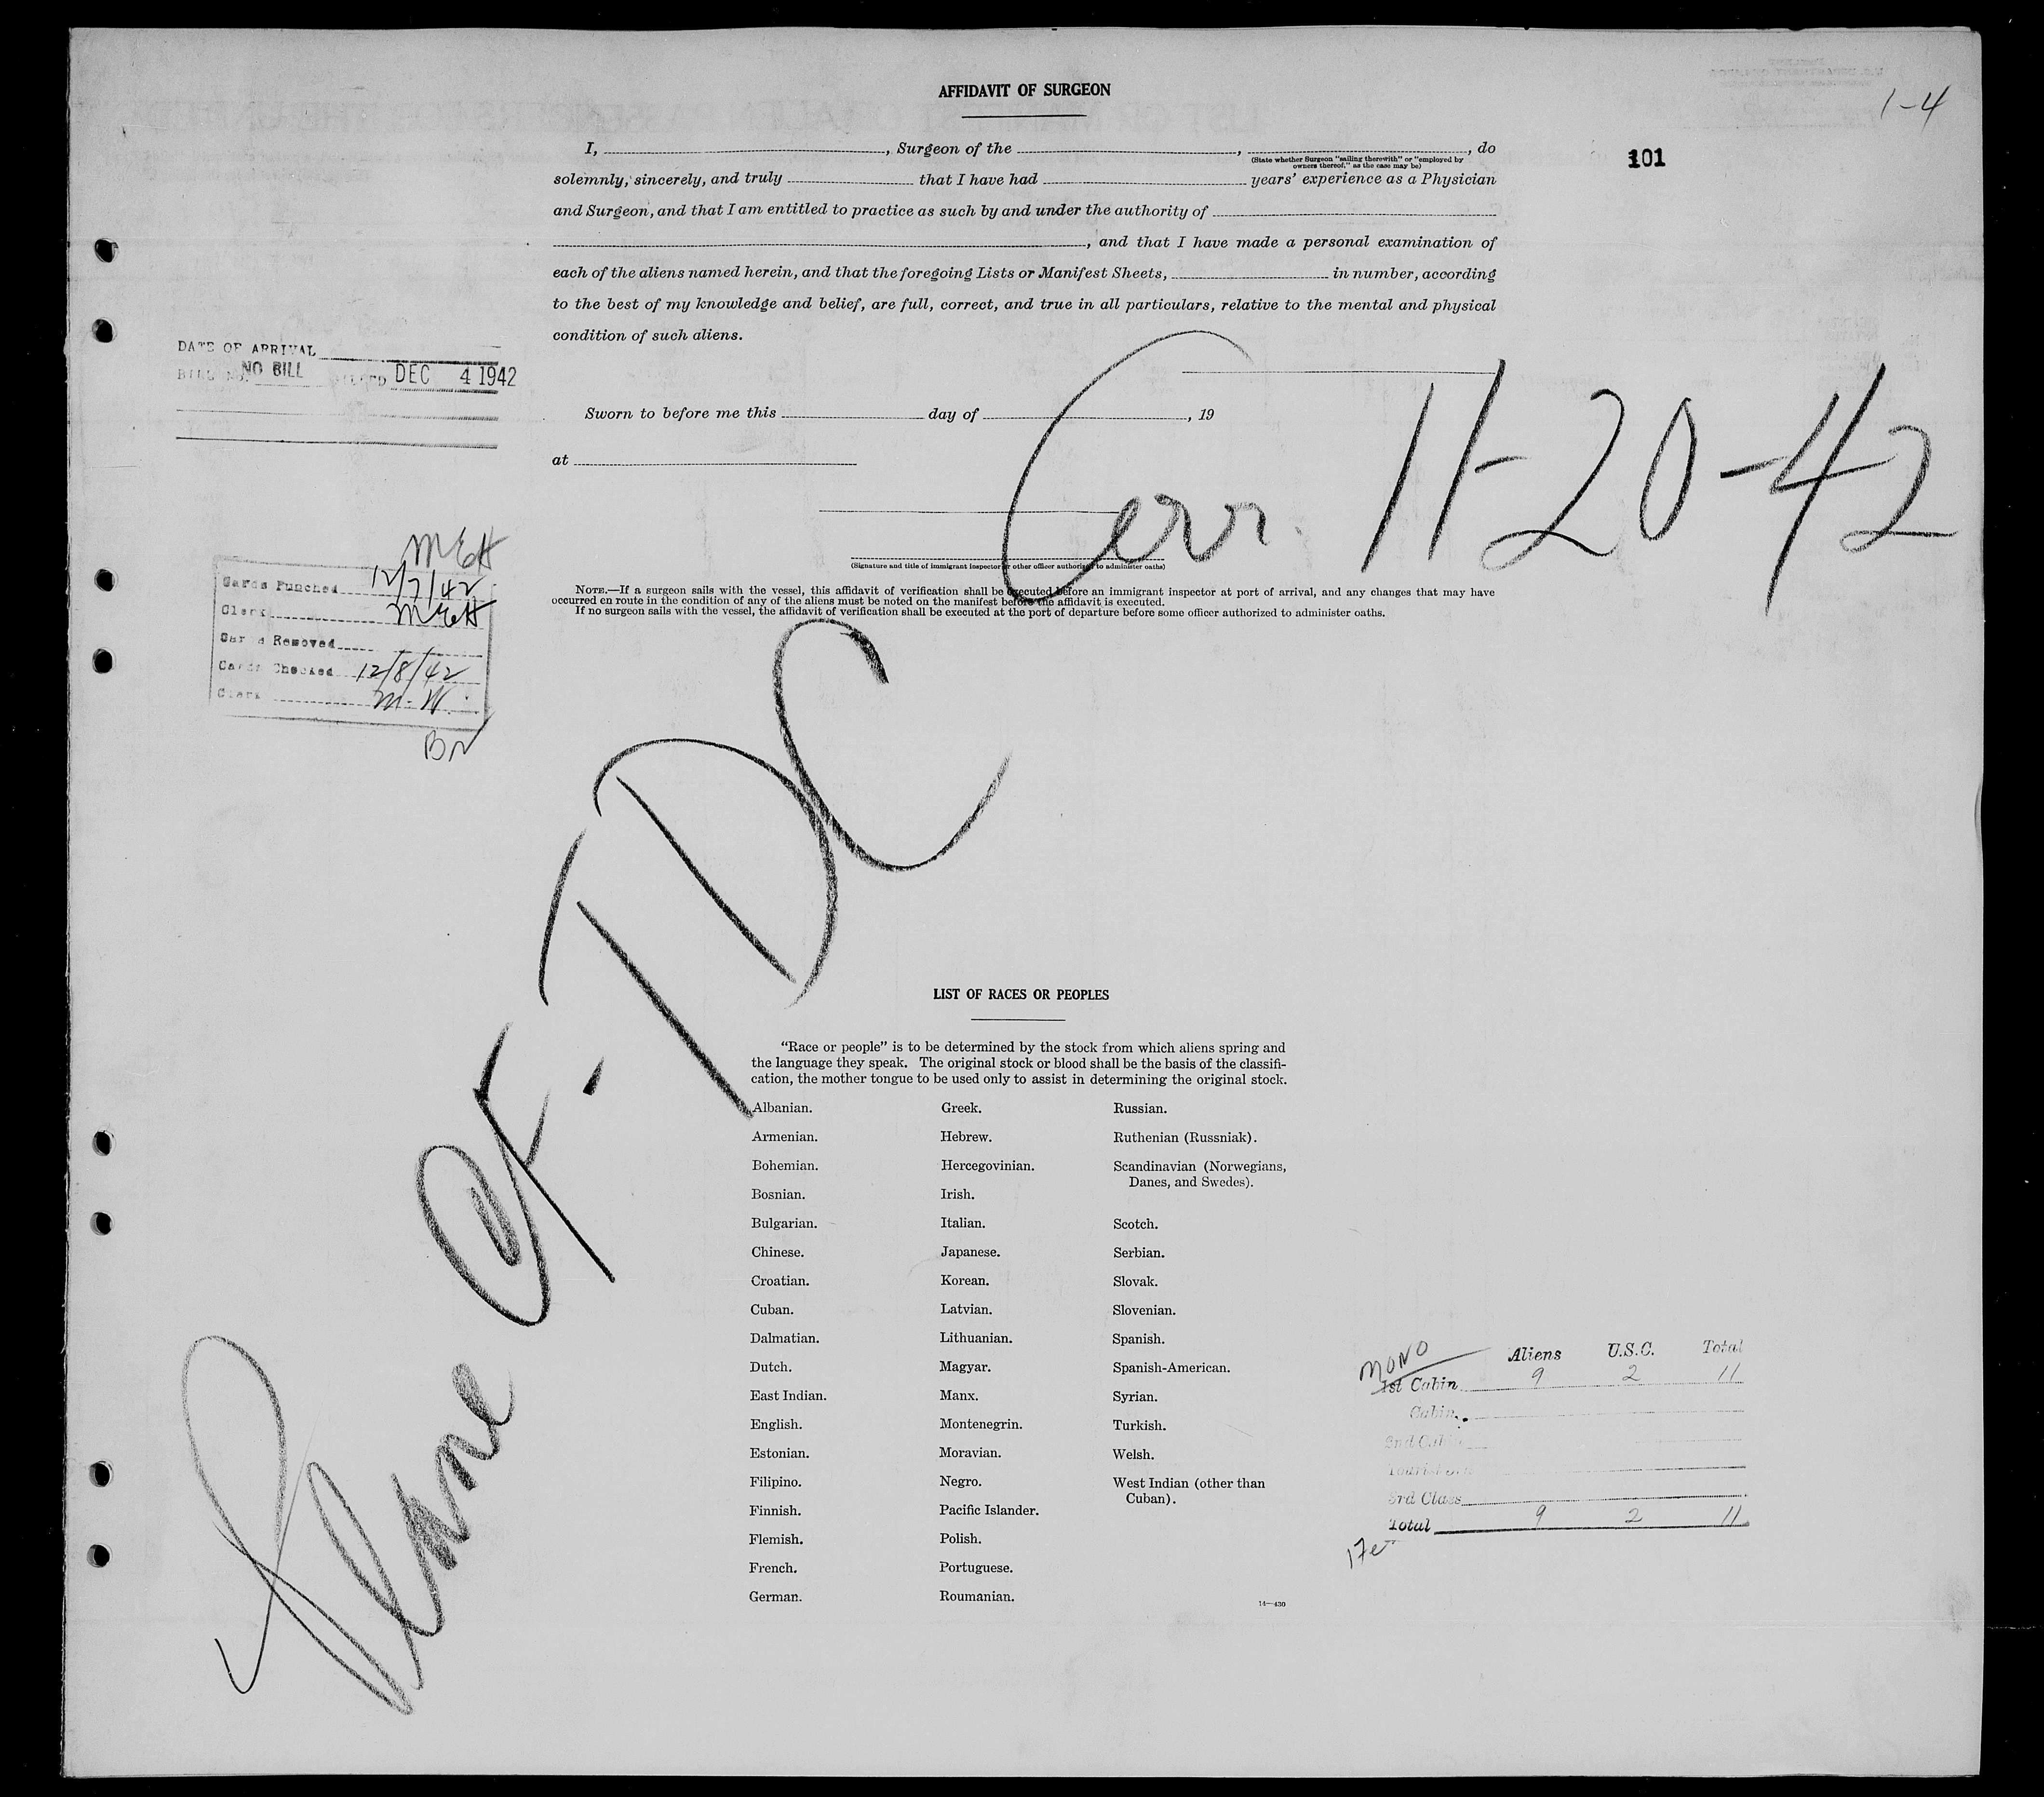 AFFIDAVIT OF SURGEON
1-4
101
I, , Surgeon of the , , do
(State whether Surgeon "sailing therewith" or "employed by
owners thereof," as the case may be)
solemnly, sincerely, and truly that I have had years' experience as a Physician
and Surgeon, and that I am entitled to practice as such by and under the authority of
, and that I have made a personal examination of
each of the aliens named herein, and that the foregoing Lists or Manifest Sheets, in number, according
to the best of my knowledge and belief, are full, correct, and true in all particulars, relative to the mental and physical
condition of such aliens.
DATE OF ARRIVAL
BILL NO. NO BILL FILED DEC 4 1942
Sworn to before me this day of , 19
at
Arr. 11-20-42
(Signature and title of immigrant inspector or other officer authorized to administer oaths)
NOTE.—If a surgeon sails with the vessel, this affidavit of verification shall be executed before an immigrant inspector at port of arrival, and any changes that may have
occurred en route in the condition of any of the aliens must be noted on the manifest before the affidavit is executed.
If no surgeon sails with the vessel, the affidavit of verification shall be executed at the port of departure before some officer authorized to administer oaths.
MEH
Cards Punched 12/7/42
Clerk MEH
Cards Removed
Cards Checked 12/8/42
Clerk M.W.
BN
Plane CF-TDC
LIST OF RACES OR PEOPLES
"Race or people" is to be determined by the stock from which aliens spring and
the language they speak. The original stock or blood shall be the basis of the classifi-
cation, the mother tongue to be used only to assist in determining the original stock.
Albanian.
Armenian.
Bohemian.
Bosnian.
Bulgarian.
Chinese.
Croatian.
Cuban.
Dalmatian.
Dutch.
East Indian.
English.
Estonian.
Filipino.
Finnish.
Flemish.
French.
German.
Greek.
Hebrew.
Hercegovinian.
Irish.
Italian.
Japanese.
Korean.
Latvian.
Lithuanian.
Magyar.
Manx.
Montenegrin.
Moravian.
Negro.
Pacific Islander.
Polish.
Portuguese.
Roumanian.
Russian.
Ruthenian (Russniak).
Scandinavian (Norwegians,
Danes, and Swedes).
Scotch.
Serbian.
Slovak.
Slovenian.
Spanish.
Spanish-American.
Syrian.
Turkish.
Welsh.
West Indian (other than
Cuban).
14—430
MONO
Aliens U.S.C. Total
1st Cabin 9 2 11
Cabin
2nd Cabin
3rd Class
Total 9 2 11